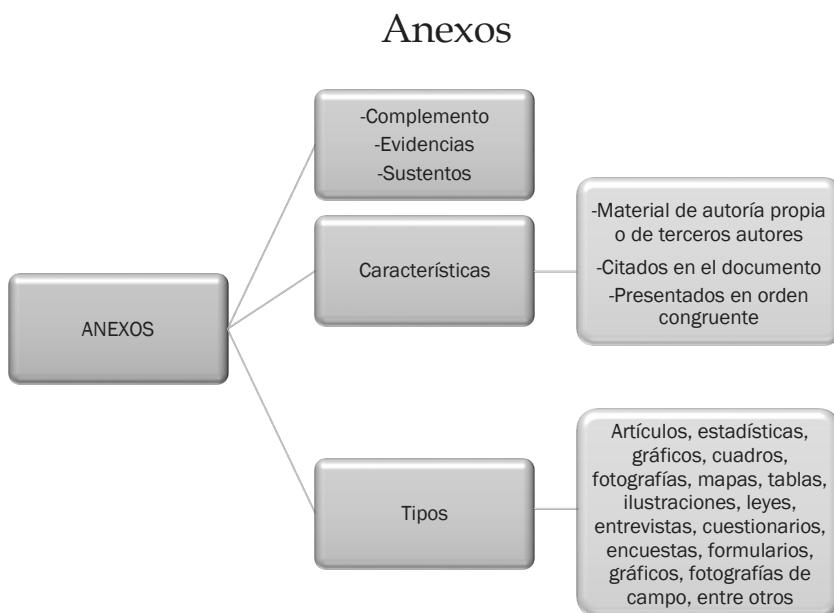 Anexos
-Complemento
-Evidencias
-Sustentos
Cararterísticas
-Material de autoría propia
o de terceros autores
-Citados en el documento
-Presentados en orden
congruente
ANEXOS
Tipos
Artículos, estadísticas,
gráficos, cuadros,
fotografías, mapas, tablas,
ilustraciones, leyes,
entrevistas, cuestionarios,
encuestas, formularios,
gráficos, fotografías de
campo, entre otros